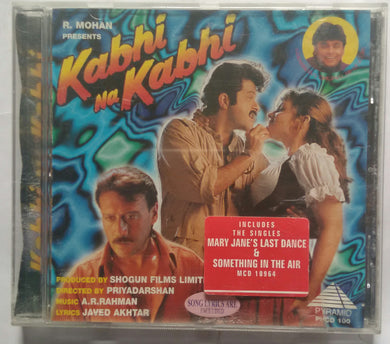 R. MOHAN
PRESENTS
Kabhi
Na Kabhi
INCLUDES
THE SINGLES
MARY JANE'S LAST DANCE
&
SOMETHING IN THE AIR
MCD 10964
PRODUCED BY SHOGUN FILMS LIMIT
DIRECTED BY PRIYADARSHAN
MUSIC A.R.RAHMAN
LYRICS JAVED AKHTAR
SONG LYRICS ARE
PYRAMID